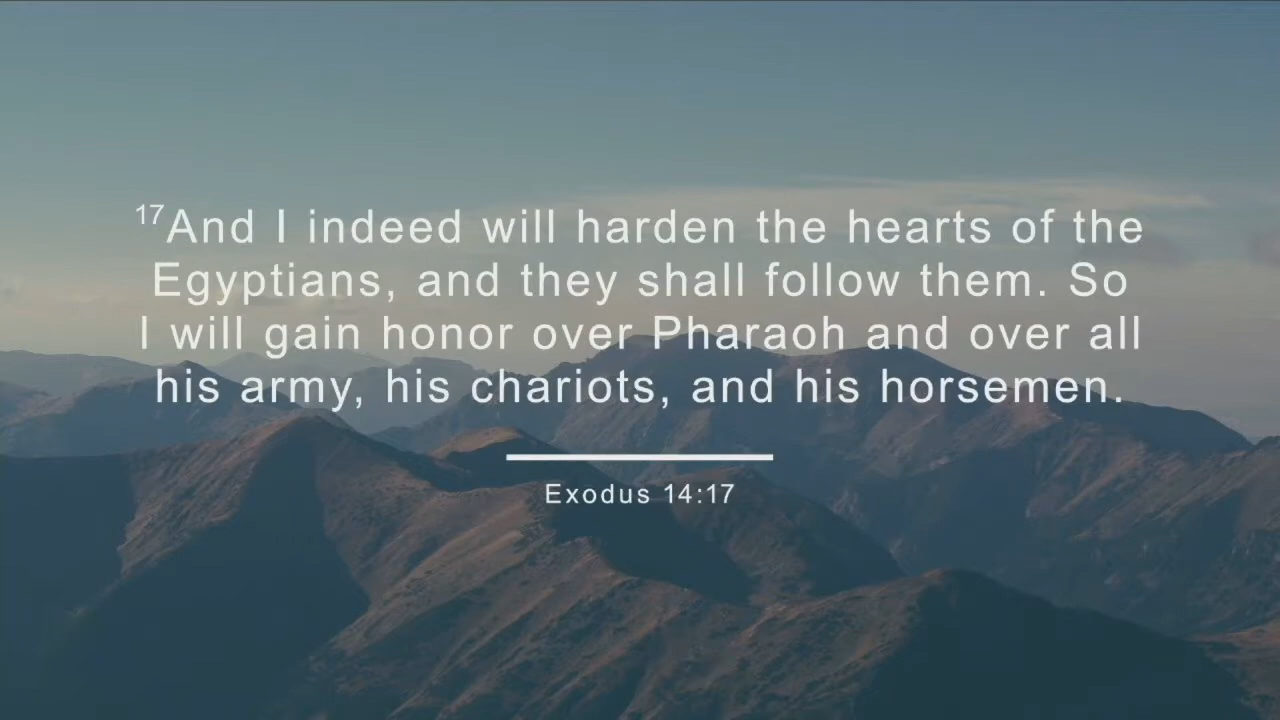 17And I indeed will harden the hearts of the
Egyptians, and they shall follow them. So
I will gain honor over Pharaoh and over all
his army, his chariots, and his horsemen.
Exodus 14:17